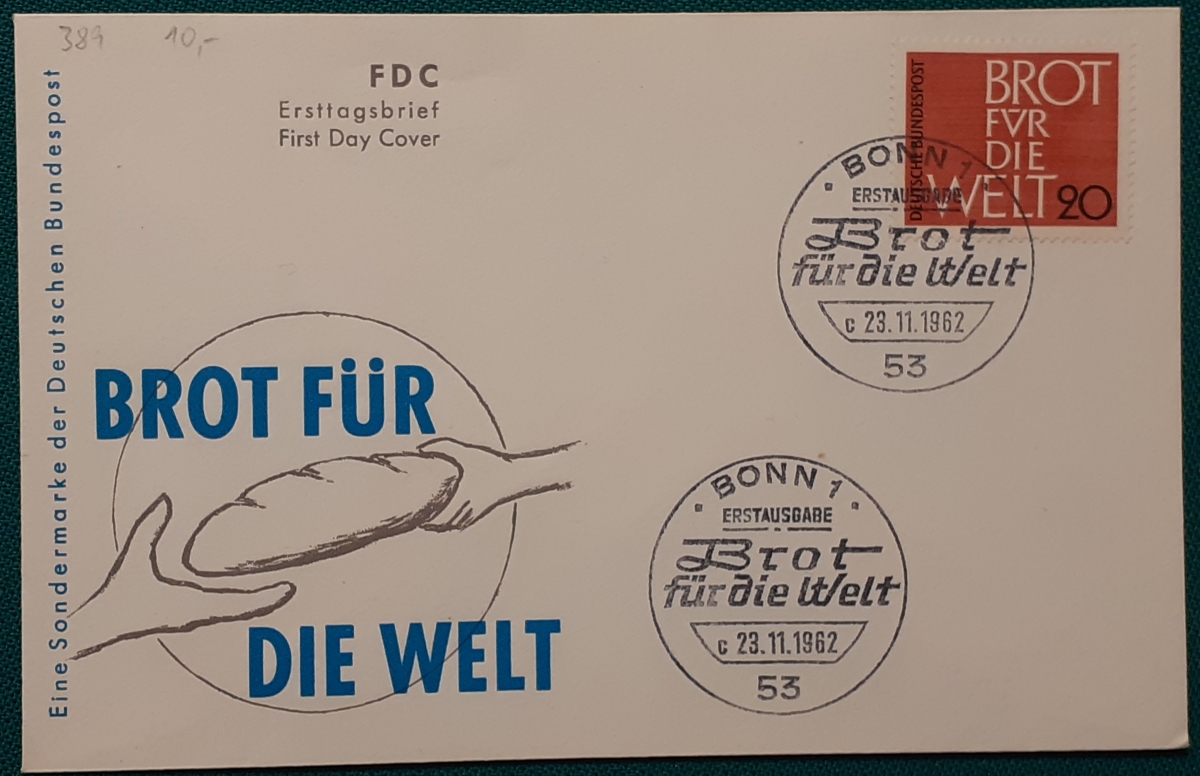 389 10,-
FDC
Ersttagsbrief
First Day Cover
Eine Sondermarke der Deutschen Bundespost
DEUTSCHE BUNDESPOST
BROT
FÜR
DIE
WELT 20
BONN 1
ERSTAUSGABE
Brot
für die Welt
c 23.11.1962
53
BROT FÜR
DIE WELT
BONN 1
ERSTAUSGABE
Brot
für die Welt
c 23.11.1962
53